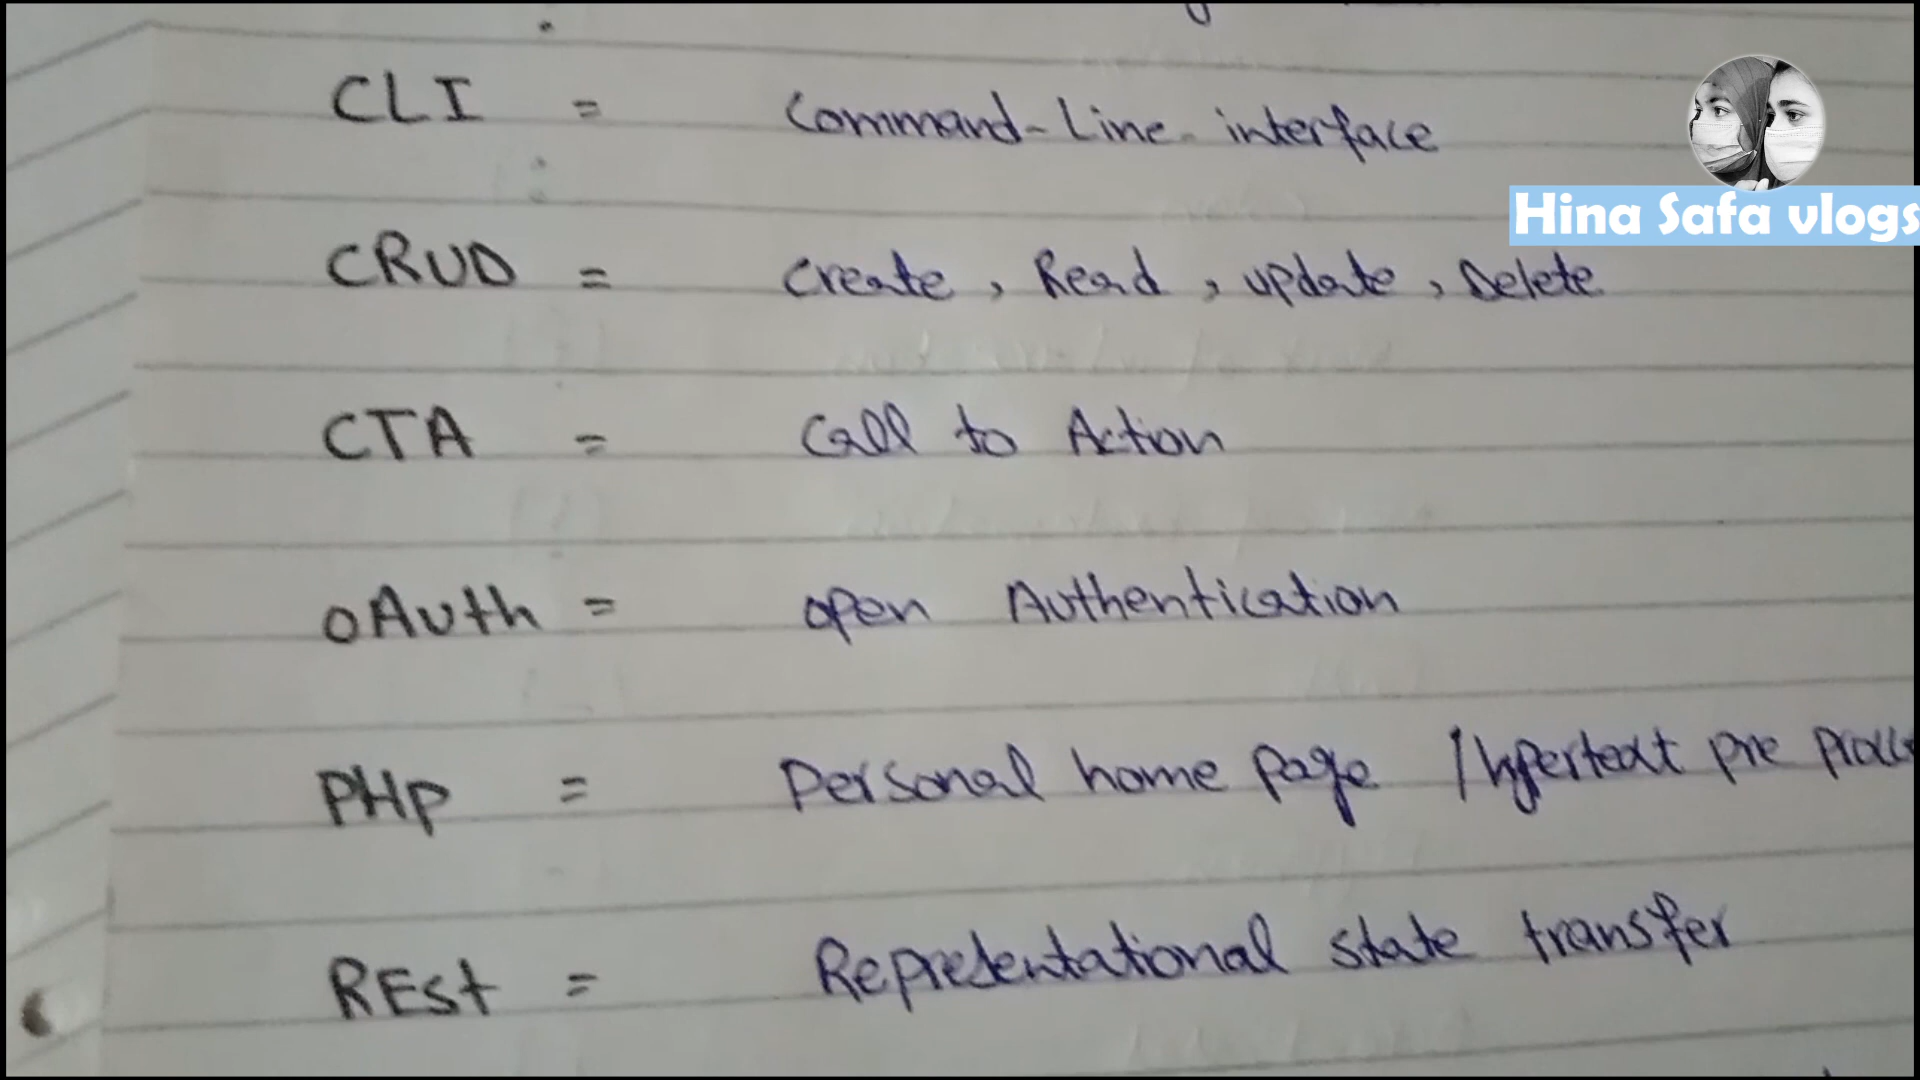 CLI = Command-Line-interface
Hina Safa vlogs
CRUD = Create, Read, update, Delete
CTA = Call to Action
oAuth = open Authentication
PHp = Personal home page / hypertext pre
REst = Representational state transfer